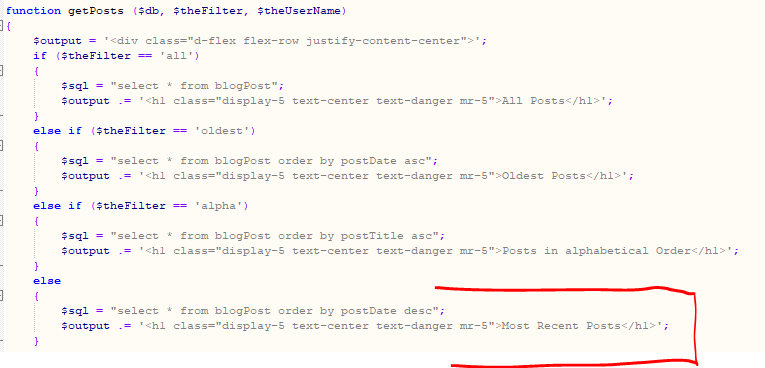 function getPosts ($db, $theFilter, $theUserName)
{
$output = '<div class="d-flex flex-row justify-content-center">';
if ($theFilter == 'all')
{
$sql = "select * from blogPost";
$output .= '<h1 class="display-5 text-center text-danger mr-5">All Posts</h1>';
}
else if ($theFilter == 'oldest')
{
$sql = "select * from blogPost order by postDate asc";
$output .= '<h1 class="display-5 text-center text-danger mr-5">Oldest Posts</h1>';
}
else if ($theFilter == 'alpha')
{
$sql = "select * from blogPost order by postTitle asc";
$output .= '<h1 class="display-5 text-center text-danger mr-5">Posts in alphabetical Order</h1>';
}
else
{
$sql = "select * from blogPost order by postDate desc";
$output .= '<h1 class="display-5 text-center text-danger mr-5">Most Recent Posts</h1>';
}